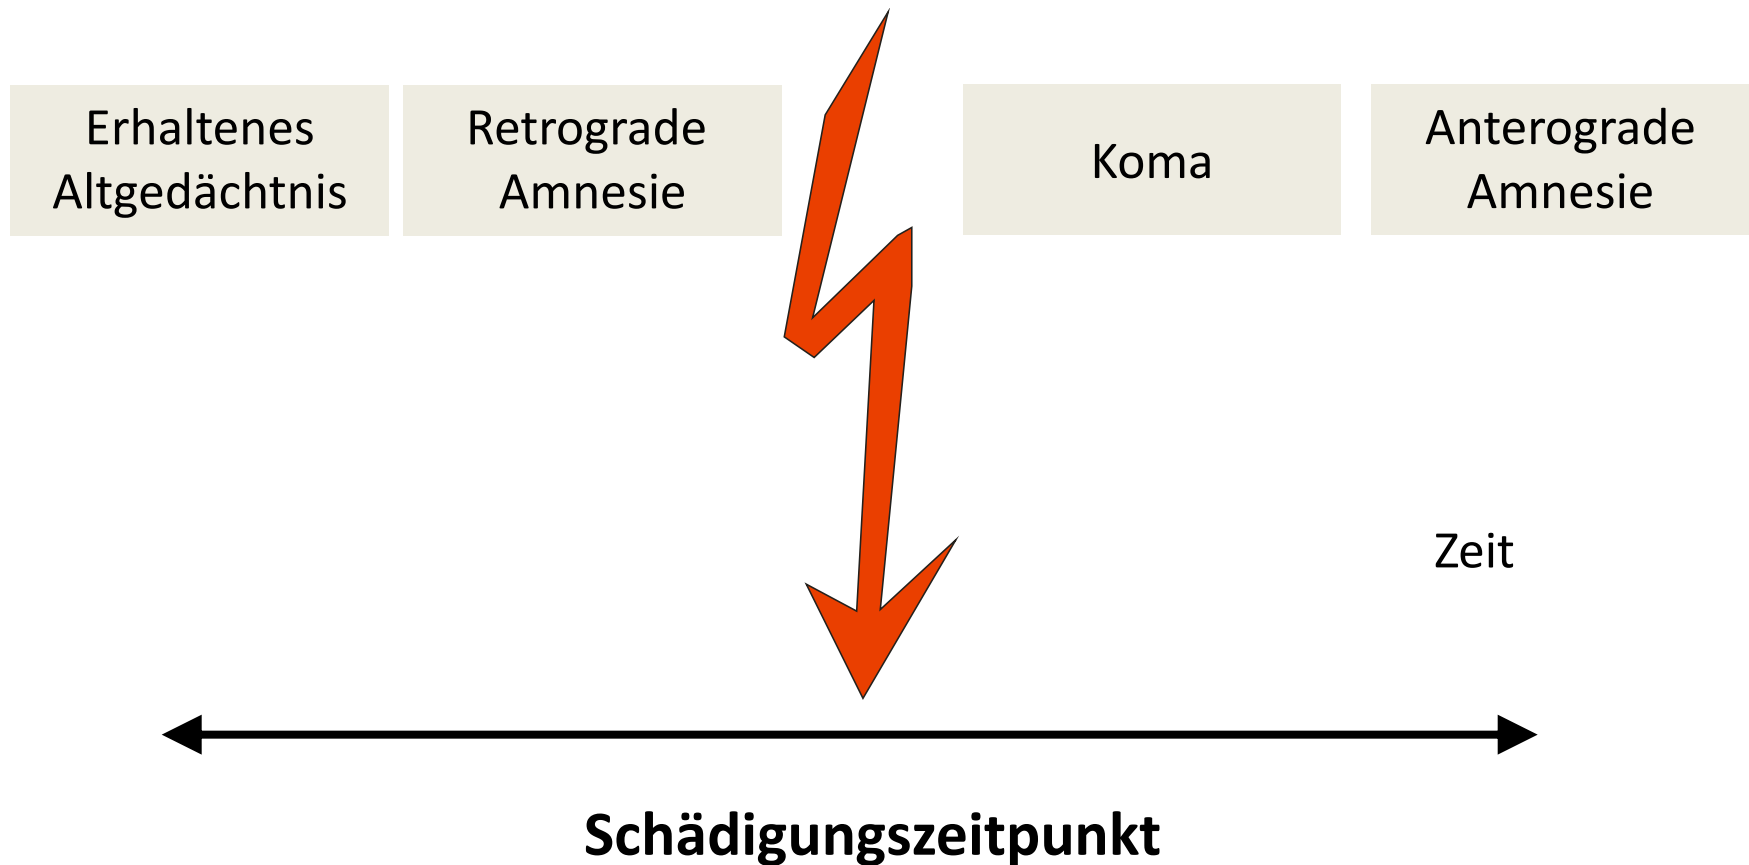 Erhaltenes
Altgedächtnis
Retrograde
Amnesie
Koma
Anterograde
Amnesie
Zeit
Schädigungszeitpunkt